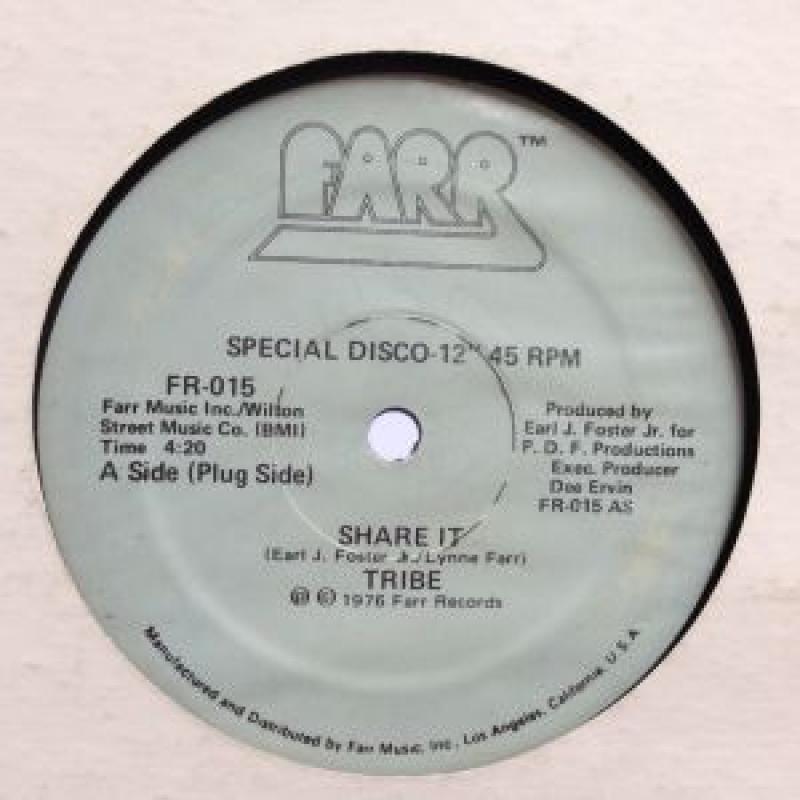 FARR™
SPECIAL DISCO-12" 45 RPM
FR-015
Farr Music Inc./Wilton
Street Music Co. (BMI)
Time 4:20
A Side (Plug Side)
Produced by
Earl J. Foster Jr. for
P. D. F. Productions
Exec. Producer
Dee Ervin
FR-015 AS
SHARE IT
(Earl J. Foster Jr./Lynne Farr)
TRIBE
℗ © 1976 Farr Records
Manufactured and Distributed by Farr Music, Inc., Los Angeles, California, U.S.A.